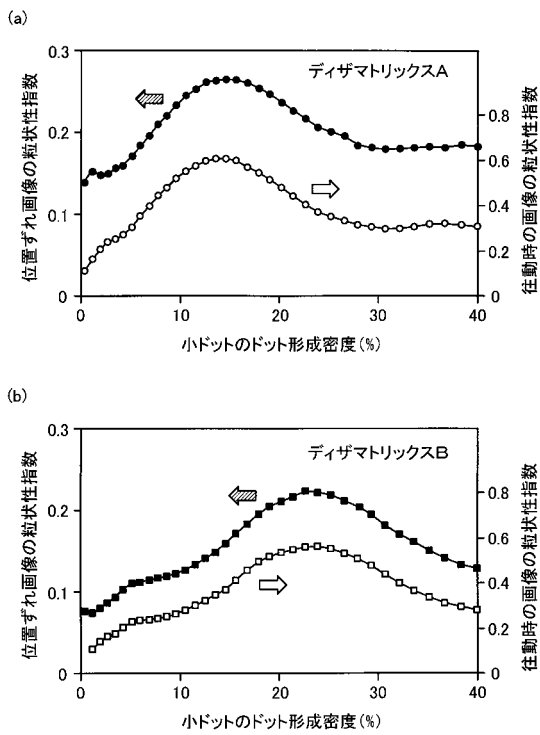 (a)
ディザマトリックスA
位置ずれ画像の粒状性指数
0.3
0.2
0.1
0
往動時の画像の粒状性指数
0.8
0.6
0.4
0.2
0
0
10
20
30
40
小ドットのドット形成密度(%)
(b)
ディザマトリックスB
位置ずれ画像の粒状性指数
0.3
0.2
0.1
0
往動時の画像の粒状性指数
0.8
0.6
0.4
0.2
0
0
10
20
30
40
小ドットのドット形成密度(%)